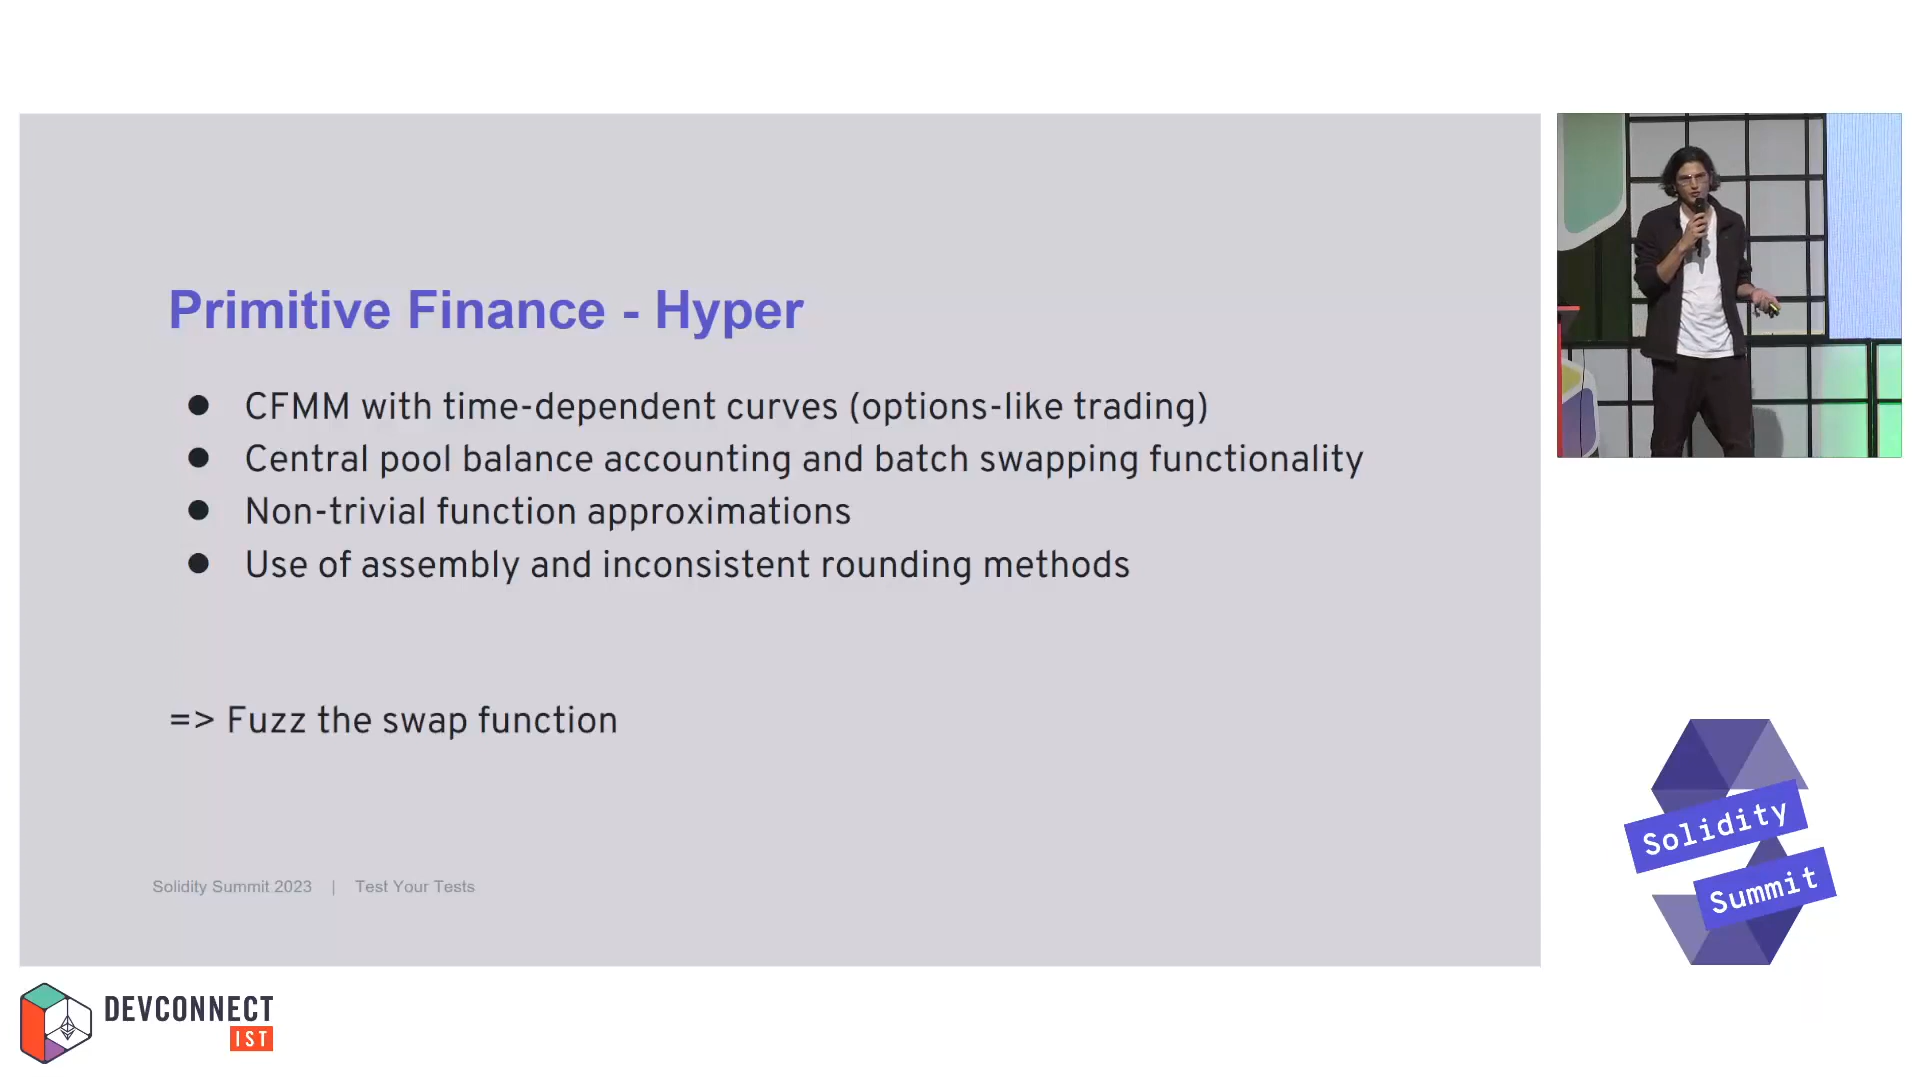 Primitive Finance - Hyper
● CFMM with time-dependent curves (options-like trading)
● Central pool balance accounting and batch swapping functionality
● Non-trivial function approximations
● Use of assembly and inconsistent rounding methods
=> Fuzz the swap function
Solidity Summit 2023 | Test Your Tests
Solidity
Summit
DEVCONNECT
IST